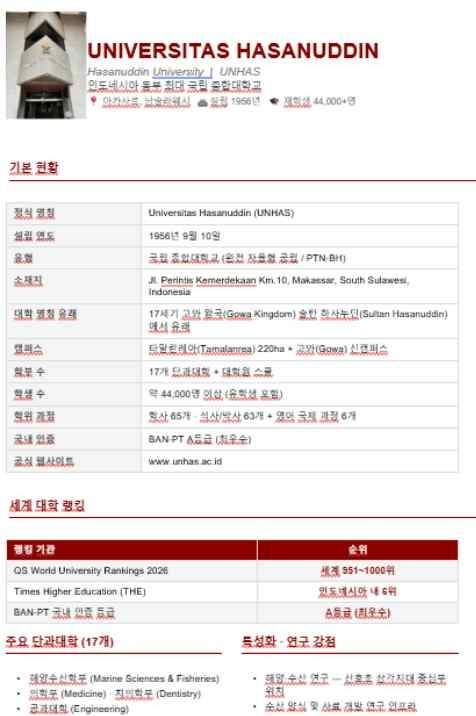 UNIVERSITAS HASANUDDIN
Hasanuddin University | UNHAS
인도네시아 동부 최대 국립 종합대학교
마카사르, 남술라웨시 설립 1956년 재학생 44,000+명
기본 현황
정식 명칭 Universitas Hasanuddin (UNHAS)
설립 연도 1956년 9월 10일
유형 국립 종합대학교 (완전 자율형 공립 / PTN-BH)
소재지 Jl. Perintis Kemerdekaan Km.10, Makassar, South Sulawesi,
Indonesia
대학 명칭 유래 17세기 고와 왕국(Gowa Kingdom) 술탄 하사누딘(Sultan Hasanuddin)
에서 유래
캠퍼스 타말란레아(Tamalanrea) 220ha + 고와(Gowa) 신캠퍼스
학부 수 17개 단과대학 + 대학원 스쿨
학생 수 약 44,000명 이상 (유학생 포함)
학위 과정 학사 65개 · 석사/박사 63개 + 영어 국제 과정 6개
국내 인증 BAN-PT A등급 (최우수)
공식 웹사이트 www.unhas.ac.id
세계 대학 랭킹
랭킹 기관 순위
QS World University Rankings 2026 세계 951~1000위
Times Higher Education (THE) 인도네시아 내 6위
BAN-PT 국내 인증 등급 A등급 (최우수)
주요 단과대학 (17개)
• 해양수산학부 (Marine Sciences & Fisheries)
• 의학부 (Medicine) · 치의학부 (Dentistry)
• 공과대학 (Engineering)
특성화 · 연구 강점
• 해양 수산 연구 — 산호초 삼각지대 중심부
위치
• 수산 양식 및 사료 개발 연구 인프라